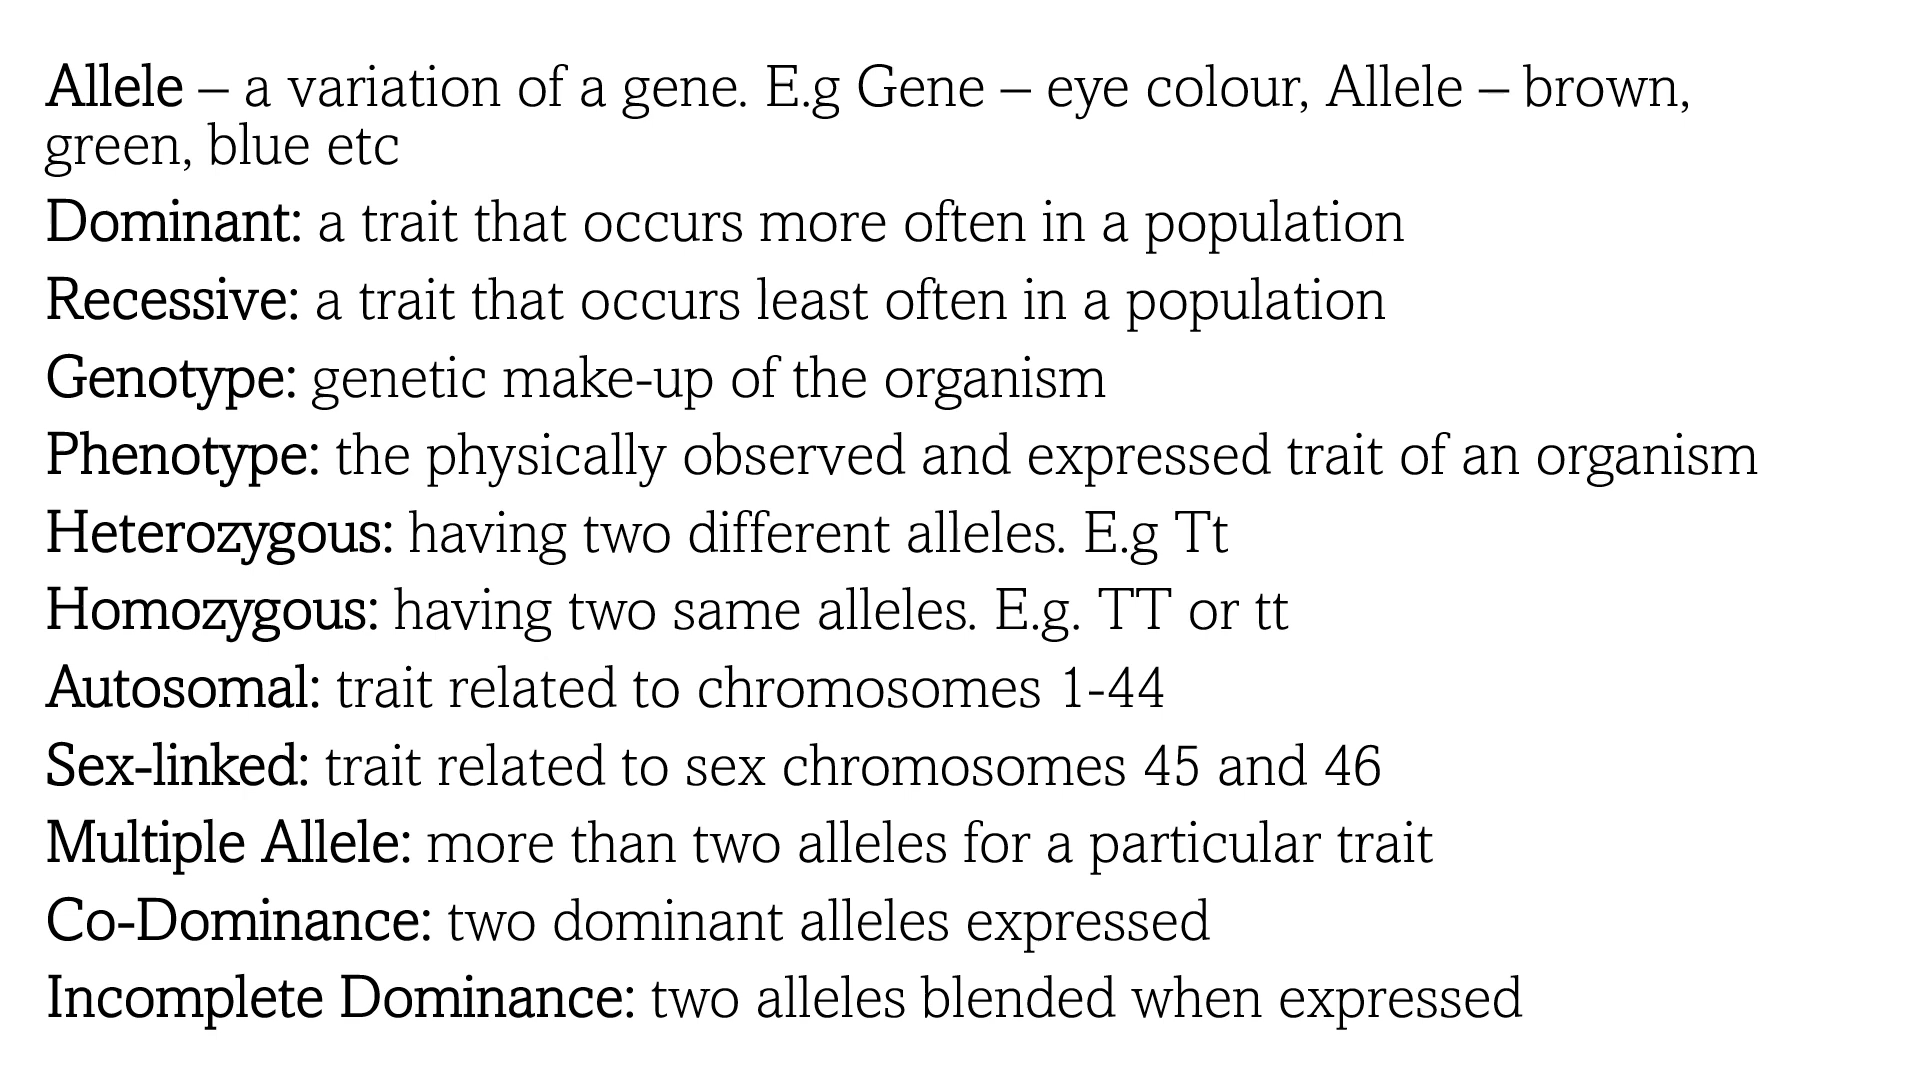 Allele – a variation of a gene. E.g Gene – eye colour, Allele – brown,
green, blue etc
Dominant: a trait that occurs more often in a population
Recessive: a trait that occurs least often in a population
Genotype: genetic make-up of the organism
Phenotype: the physically observed and expressed trait of an organism
Heterozygous: having two different alleles. E.g Tt
Homozygous: having two same alleles. E.g. TT or tt
Autosomal: trait related to chromosomes 1-44
Sex-linked: trait related to sex chromosomes 45 and 46
Multiple Allele: more than two alleles for a particular trait
Co-Dominance: two dominant alleles expressed
Incomplete Dominance: two alleles blended when expressed